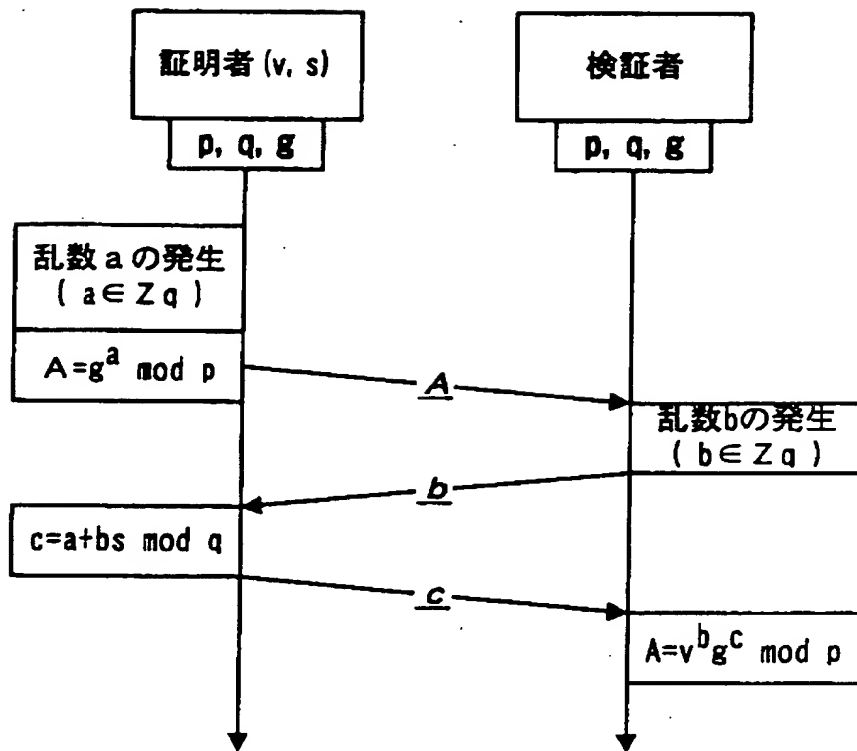 証明者(v, s)
p, q, g
検証者
p, q, g
乱数aの発生
( a∈Zq )
A=g^a mod p
A
乱数bの発生
( b∈Zq )
b
c=a+bs mod q
c
A=v^b g^c mod p